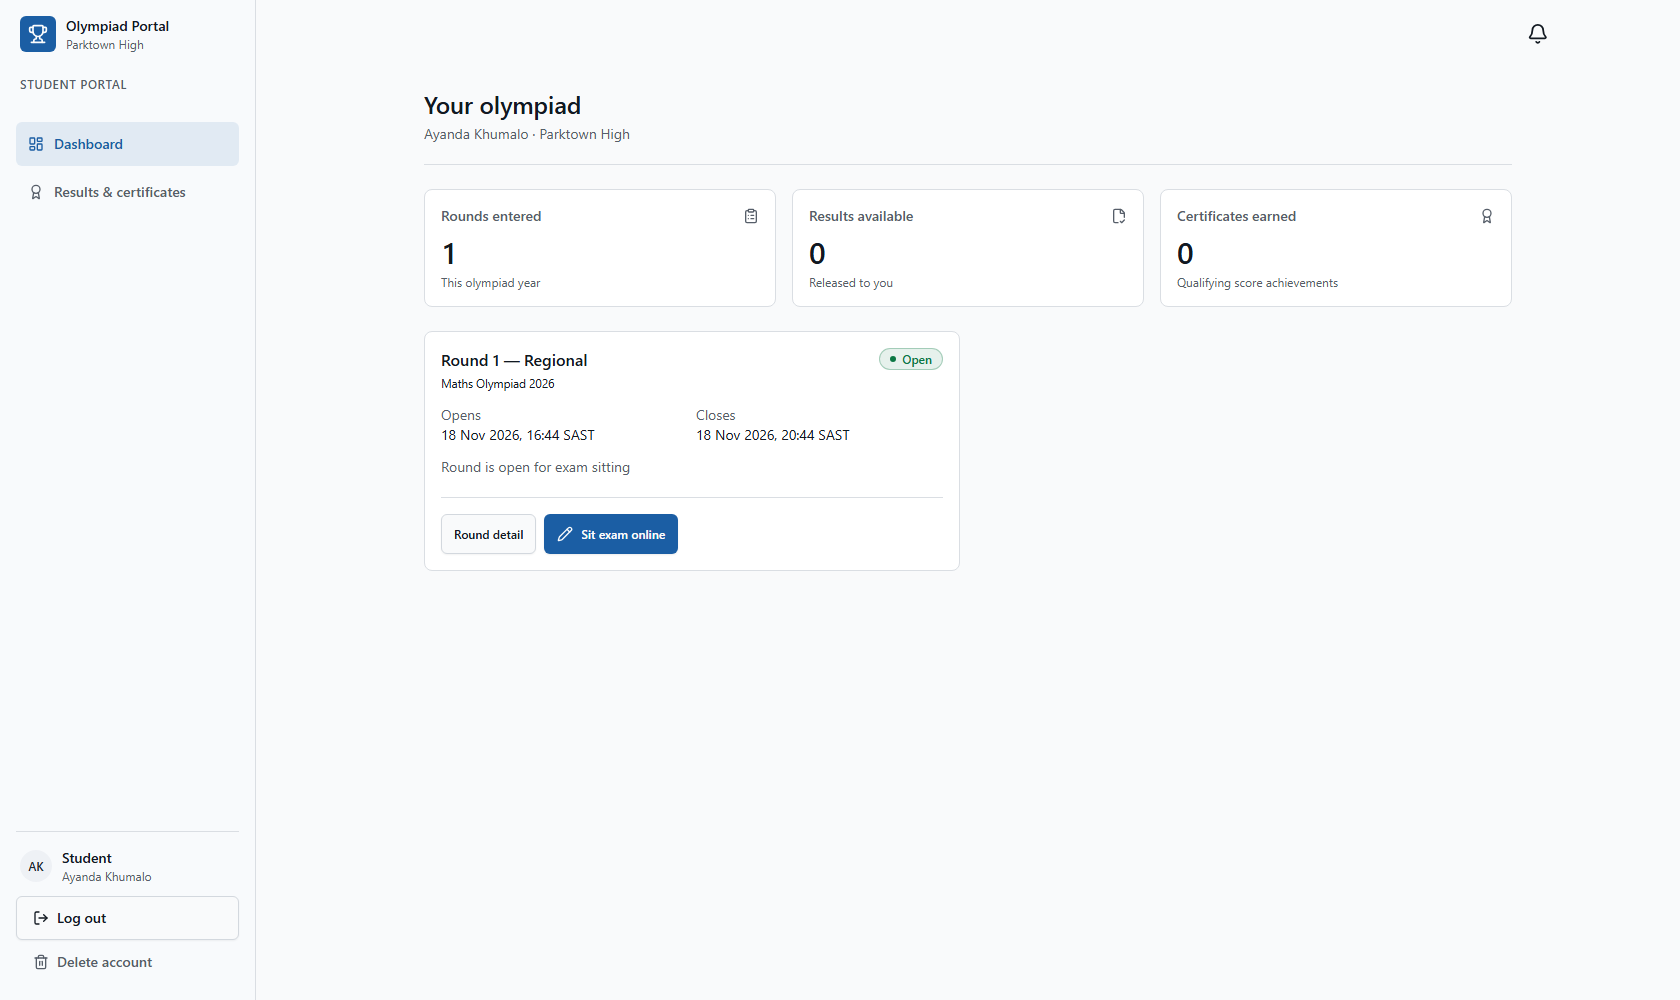 Olympiad Portal
Parktown High
STUDENT PORTAL
Dashboard
Results & certificates
Your olympiad
Ayanda Khumalo · Parktown High
Rounds entered
1
This olympiad year
Results available
0
Released to you
Certificates earned
0
Qualifying score achievements
Round 1 — Regional
Open
Maths Olympiad 2026
Opens
18 Nov 2026, 16:44 SAST
Closes
18 Nov 2026, 20:44 SAST
Round is open for exam sitting
Round detail
Sit exam online
AK
Student
Ayanda Khumalo
Log out
Delete account